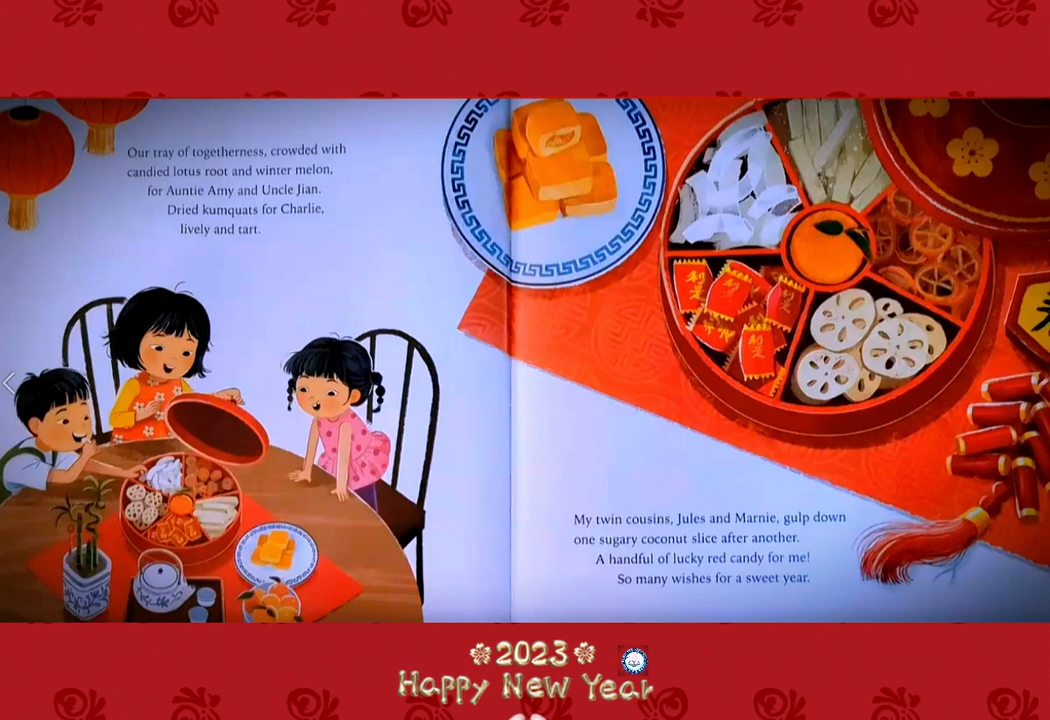 Our tray of togetherness, crowded with
candied lotus root and winter melon,
for Auntie Amy and Uncle Jian.
Dried kumquats for Charlie,
lively and tart.
My twin cousins, Jules and Marnie, gulp down
one sugary coconut slice after another.
A handful of lucky red candy for me!
So many wishes for a sweet year.
2023
Happy New Year